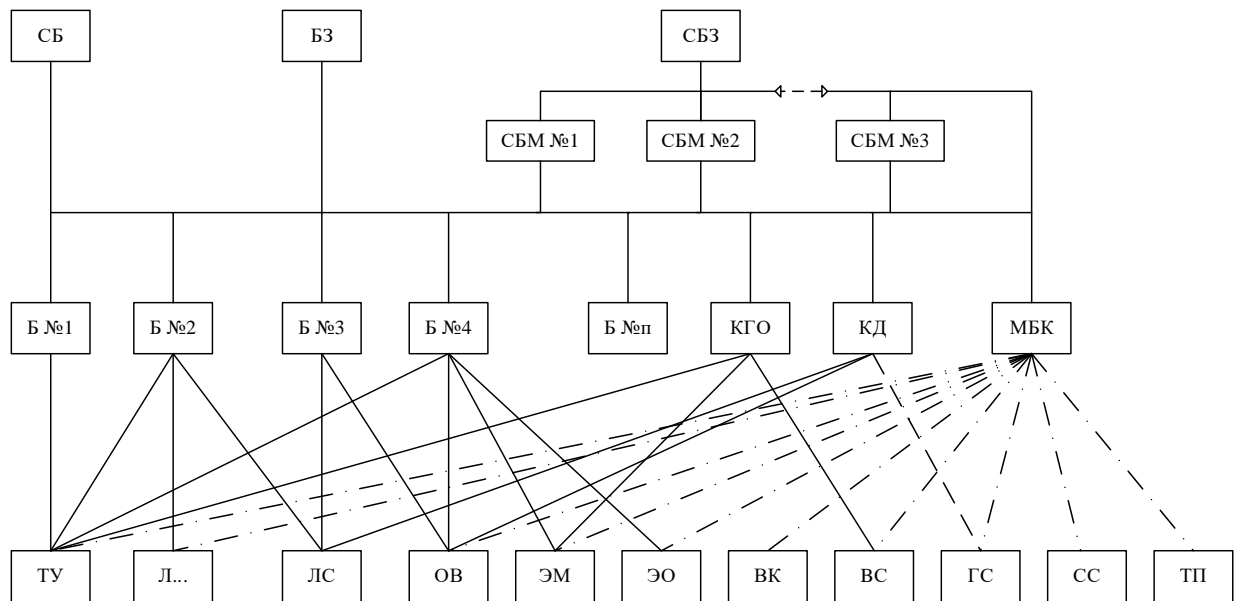 СБ
БЗ
СБЗ
СБМ №1
СБМ №2
СБМ №3
Б №1
Б №2
Б №3
Б №4
Б №п
КГО
КД
МБК
ТУ
Л...
ЛС
ОВ
ЭМ
ЭО
ВК
ВС
ГС
СС
ТП